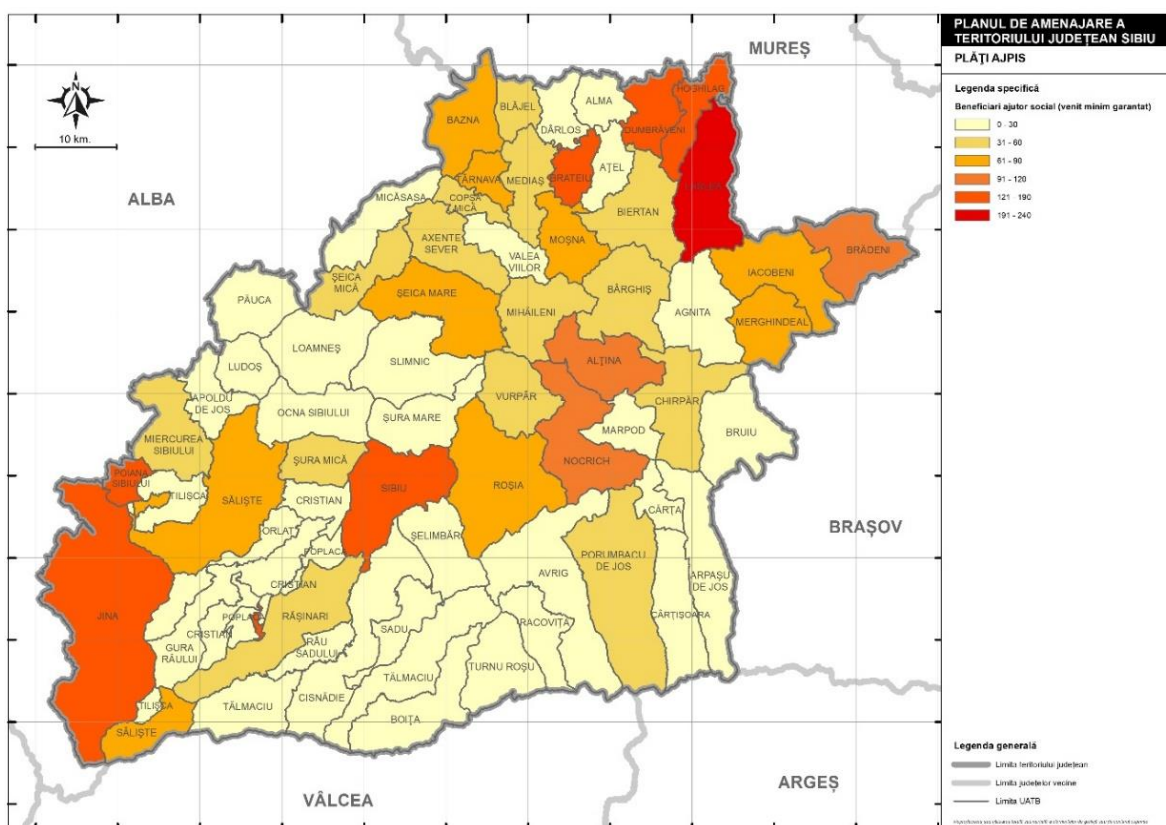 PLANUL DE AMENAJARE A
TERITORIULUI JUDEȚEAN SIBIU
PLĂȚI AJPIS
Legenda specifică
Beneficiari ajutor social (venit minim garantat)
0 - 30
31 - 60
61 - 90
91 - 120
121 - 190
191 - 240
10 km.
MUREȘ
ALBA
BRAȘOV
ARGEȘ
VÂLCEA
BAZNA
BLĂJEL
DÂRLOS
ALMA
DUMBRĂVENI
HOGHILAG
TÂRNAVA
MEDIAȘ
BRATEIU
AȚEL
MICĂSASA
COPȘA
MICĂ
BIERTAN
AXENTE
SEVER
VALEA
VIILOR
MOȘNA
BRĂDENI
ȘEICA
MICĂ
ȘEICA MARE
MIHĂILENI
BÂRGHIȘ
IACOBENI
PĂUCA
AGNITA
MERGHINDEAL
LOAMNEȘ
SLIMNIC
ALȚINA
LUDOȘ
APOLDU
DE JOS
OCNA SIBIULUI
ȘURA MARE
VURPĂR
CHIRPĂR
MARPOD
BRUIU
MIERCUREA
SIBIULUI
ȘURA MICĂ
NOCRICH
POIANA
SIBIULUI
TILIȘCA
SĂLIȘTE
CRISTIAN
SIBIU
ROȘIA
CÂRȚA
ORLAT
POPLACA
ȘELIMBĂR
PORUMBACU
DE JOS
AVRIG
ARPAȘU
DE JOS
CRISTIAN
JINA
POPLACA
RĂȘINARI
CÂRȚIȘOARA
CRISTIAN
GURA
RÂULUI
RÂU
SADULUI
SADU
RACOVIȚA
TĂLMACIU
TURNU ROȘU
TILIȘCA
TĂLMACIU
CISNĂDIE
BOIȚA
SĂLIȘTE
Legenda generală
Limita teritoriului județean
Limita județelor vecine
Limita UATB